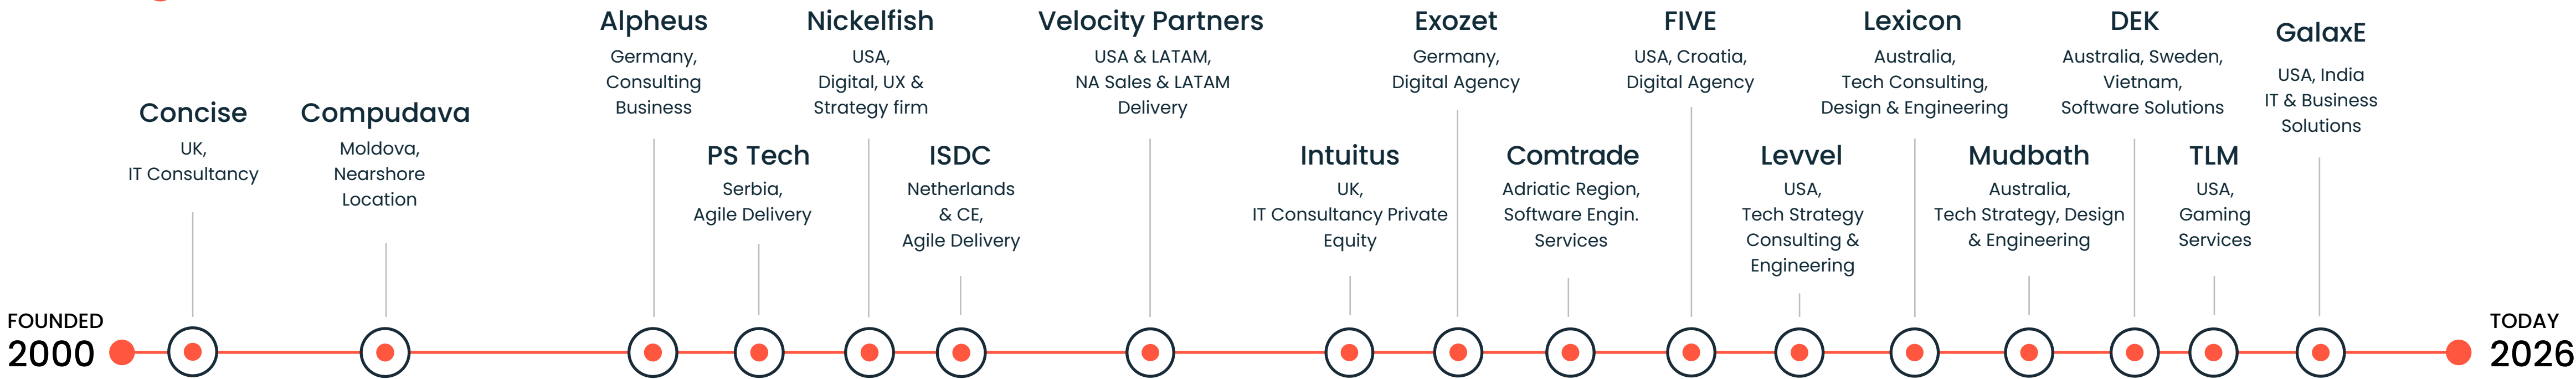 FOUNDED
2000
Concise
UK,
IT Consultancy
Compudava
Moldova,
Nearshore
Location
Alpheus
Germany,
Consulting
Business
PS Tech
Serbia,
Agile Delivery
Nickelfish
USA,
Digital, UX &
Strategy firm
ISDC
Netherlands
& CE,
Agile Delivery
Velocity Partners
USA & LATAM,
NA Sales & LATAM
Delivery
Intuitus
UK,
IT Consultancy Private
Equity
Exozet
Germany,
Digital Agency
Comtrade
Adriatic Region,
Software Engin.
Services
FIVE
USA, Croatia,
Digital Agency
Levvel
USA,
Tech Strategy
Consulting &
Engineering
Lexicon
Australia,
Tech Consulting,
Design & Engineering
Mudbath
Australia,
Tech Strategy, Design
& Engineering
DEK
Australia, Sweden,
Vietnam,
Software Solutions
TLM
USA,
Gaming
Services
GalaxE
USA, India
IT & Business
Solutions
TODAY
2026